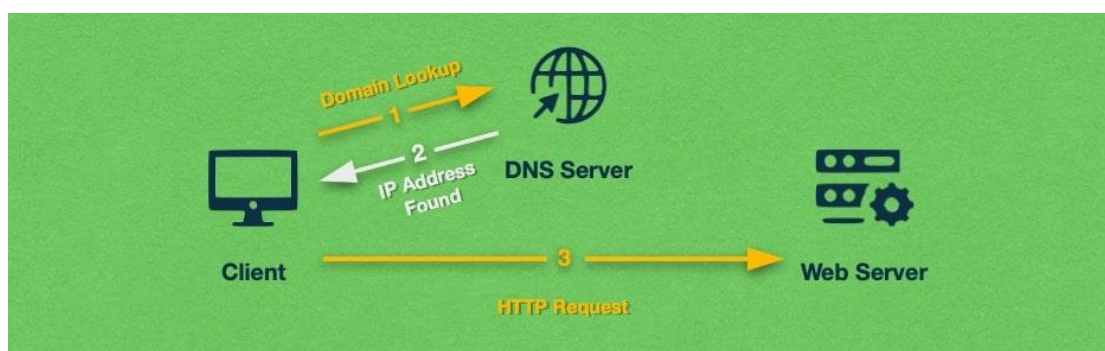 Domain Lookup
1
2
IP Address
Found
DNS Server
Client
3
HTTP Request
Web Server